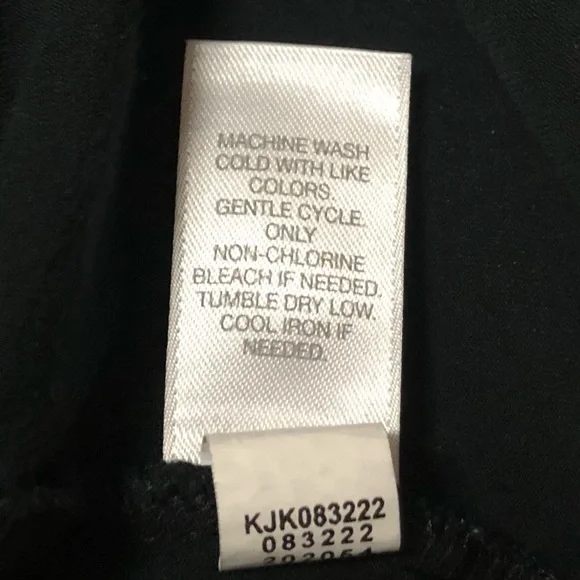 MACHINE WASH
COLD WITH LIKE
COLORS.
GENTLE CYCLE.
ONLY
NON-CHLORINE
BLEACH IF NEEDED.
TUMBLE DRY LOW.
COOL IRON IF
NEEDED.
KJK083222
083222